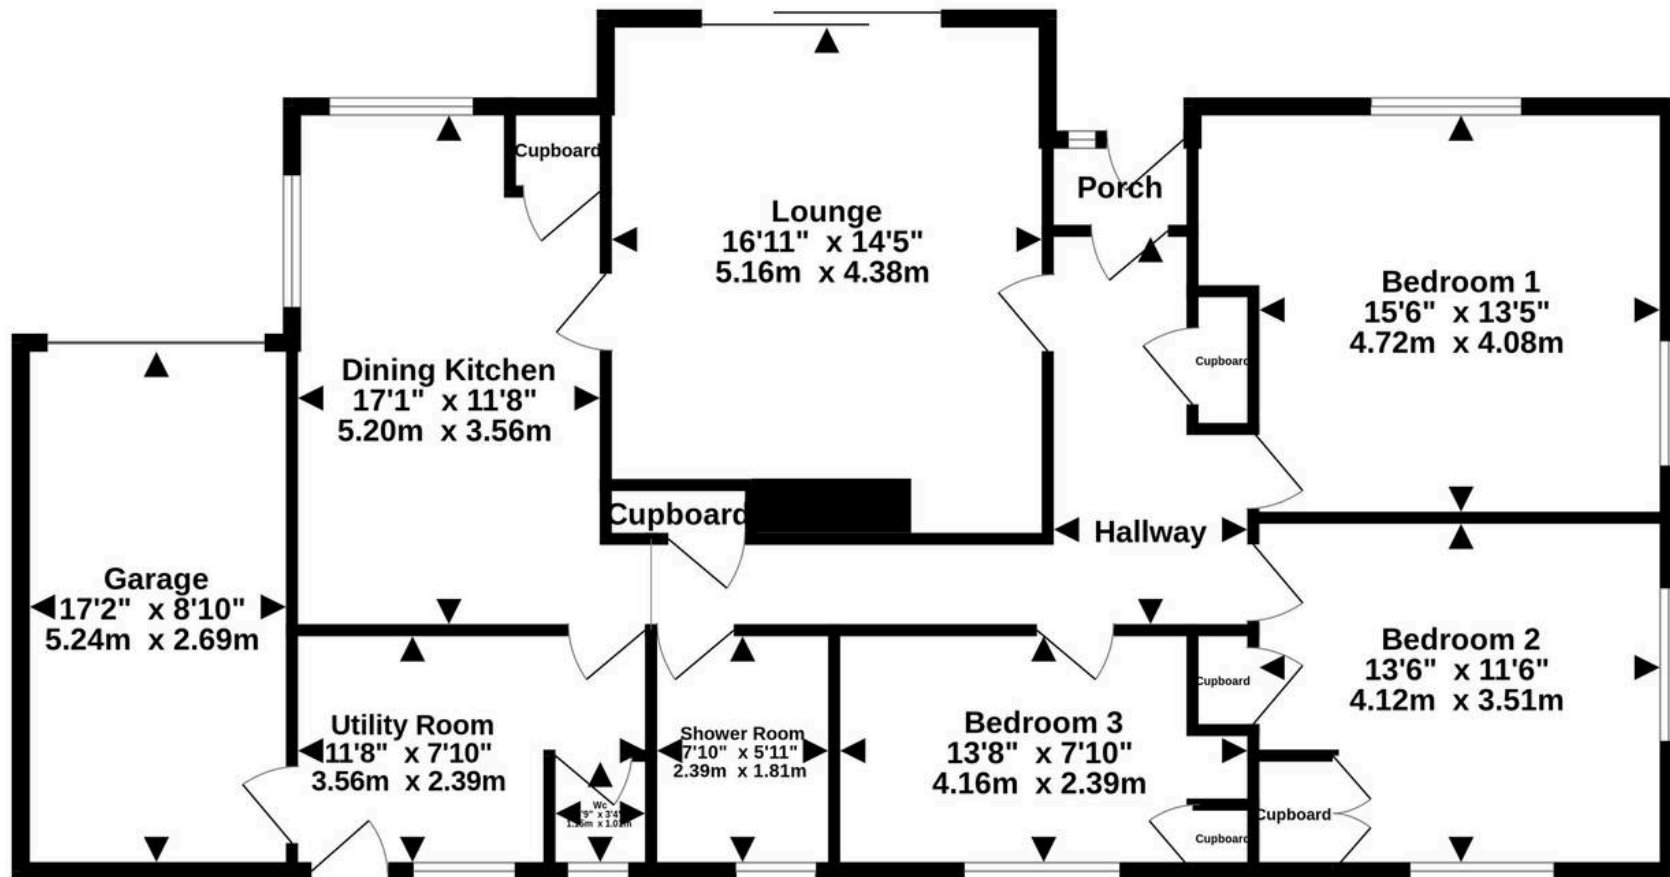 Cupboard
Porch
Lounge
16'11" x 14'5"
5.16m x 4.38m
Bedroom 1
15'6" x 13'5"
4.72m x 4.08m
Cupboard
Dining Kitchen
17'1" x 11'8"
5.20m x 3.56m
Cupboard
Hallway
Garage
17'2" x 8'10"
5.24m x 2.69m
Bedroom 2
13'6" x 11'6"
4.12m x 3.51m
Cupboard
Utility Room
11'8" x 7'10"
3.56m x 2.39m
Shower Room
7'10" x 5'11"
2.39m x 1.81m
Bedroom 3
13'8" x 7'10"
4.16m x 2.39m
Wc
x 3'4"
Cupboard
Cupboard